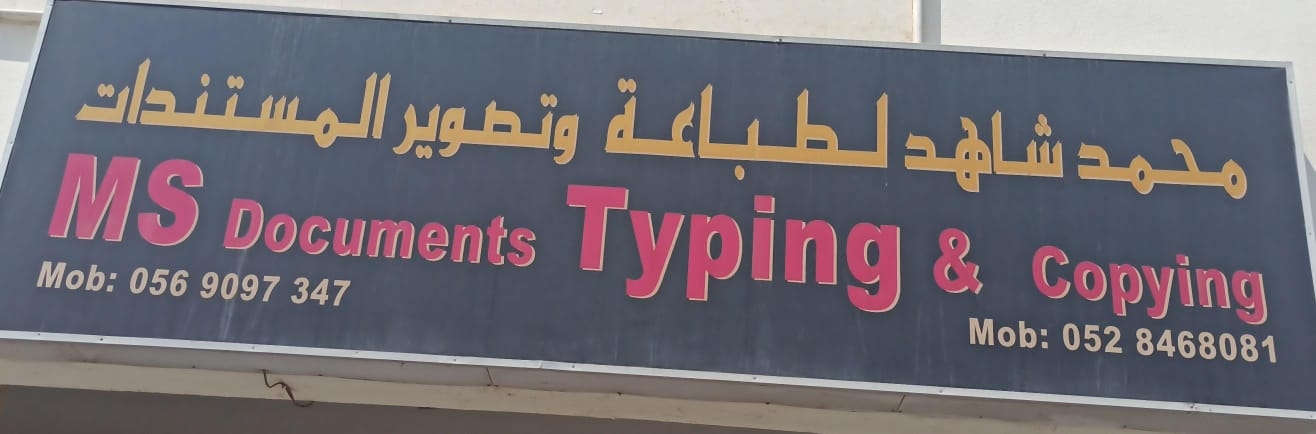 محمد شاهد لطباعة وتصوير المستندات
MS Documents Typing & Copying
Mob: 056 9097 347
Mob: 052 8468081